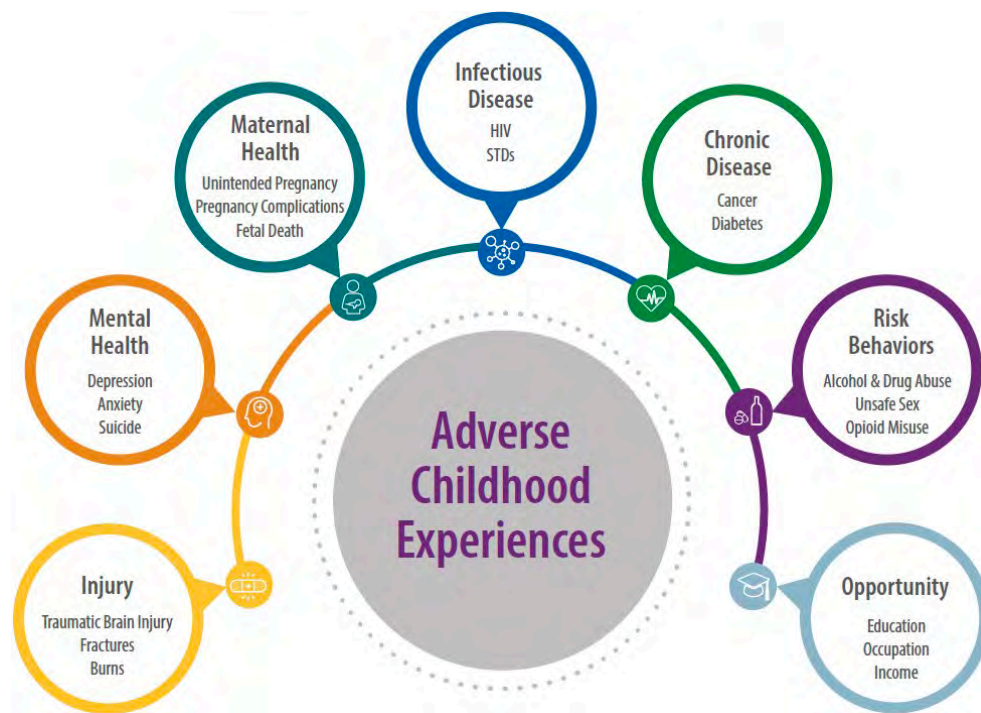 Injury
Traumatic Brain Injury
Fractures
Burns
Mental
Health
Depression
Anxiety
Suicide
Maternal
Health
Unintended Pregnancy
Pregnancy Complications
Fetal Death
Infectious
Disease
HIV
STDs
Chronic
Disease
Cancer
Diabetes
Risk
Behaviors
Alcohol & Drug Abuse
Unsafe Sex
Opioid Misuse
Opportunity
Education
Occupation
Income
Adverse
Childhood
Experiences